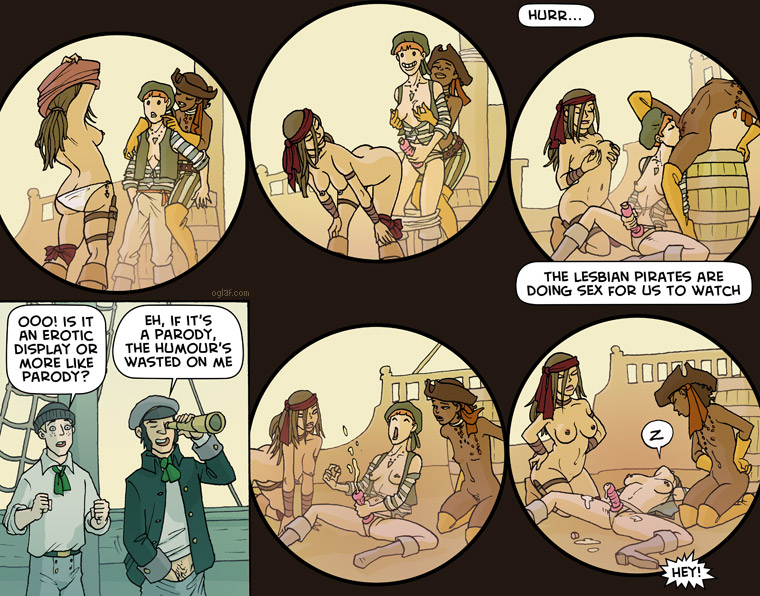 HURR...
THE LESBIAN PIRATES ARE
DOING SEX FOR US TO WATCH
oglaf.com
OOO! IS IT
AN EROTIC
DISPLAY OR
MORE LIKE
PARODY?
EH, IF IT'S
A PARODY,
THE HUMOUR'S
WASTED ON ME
Z
HEY!